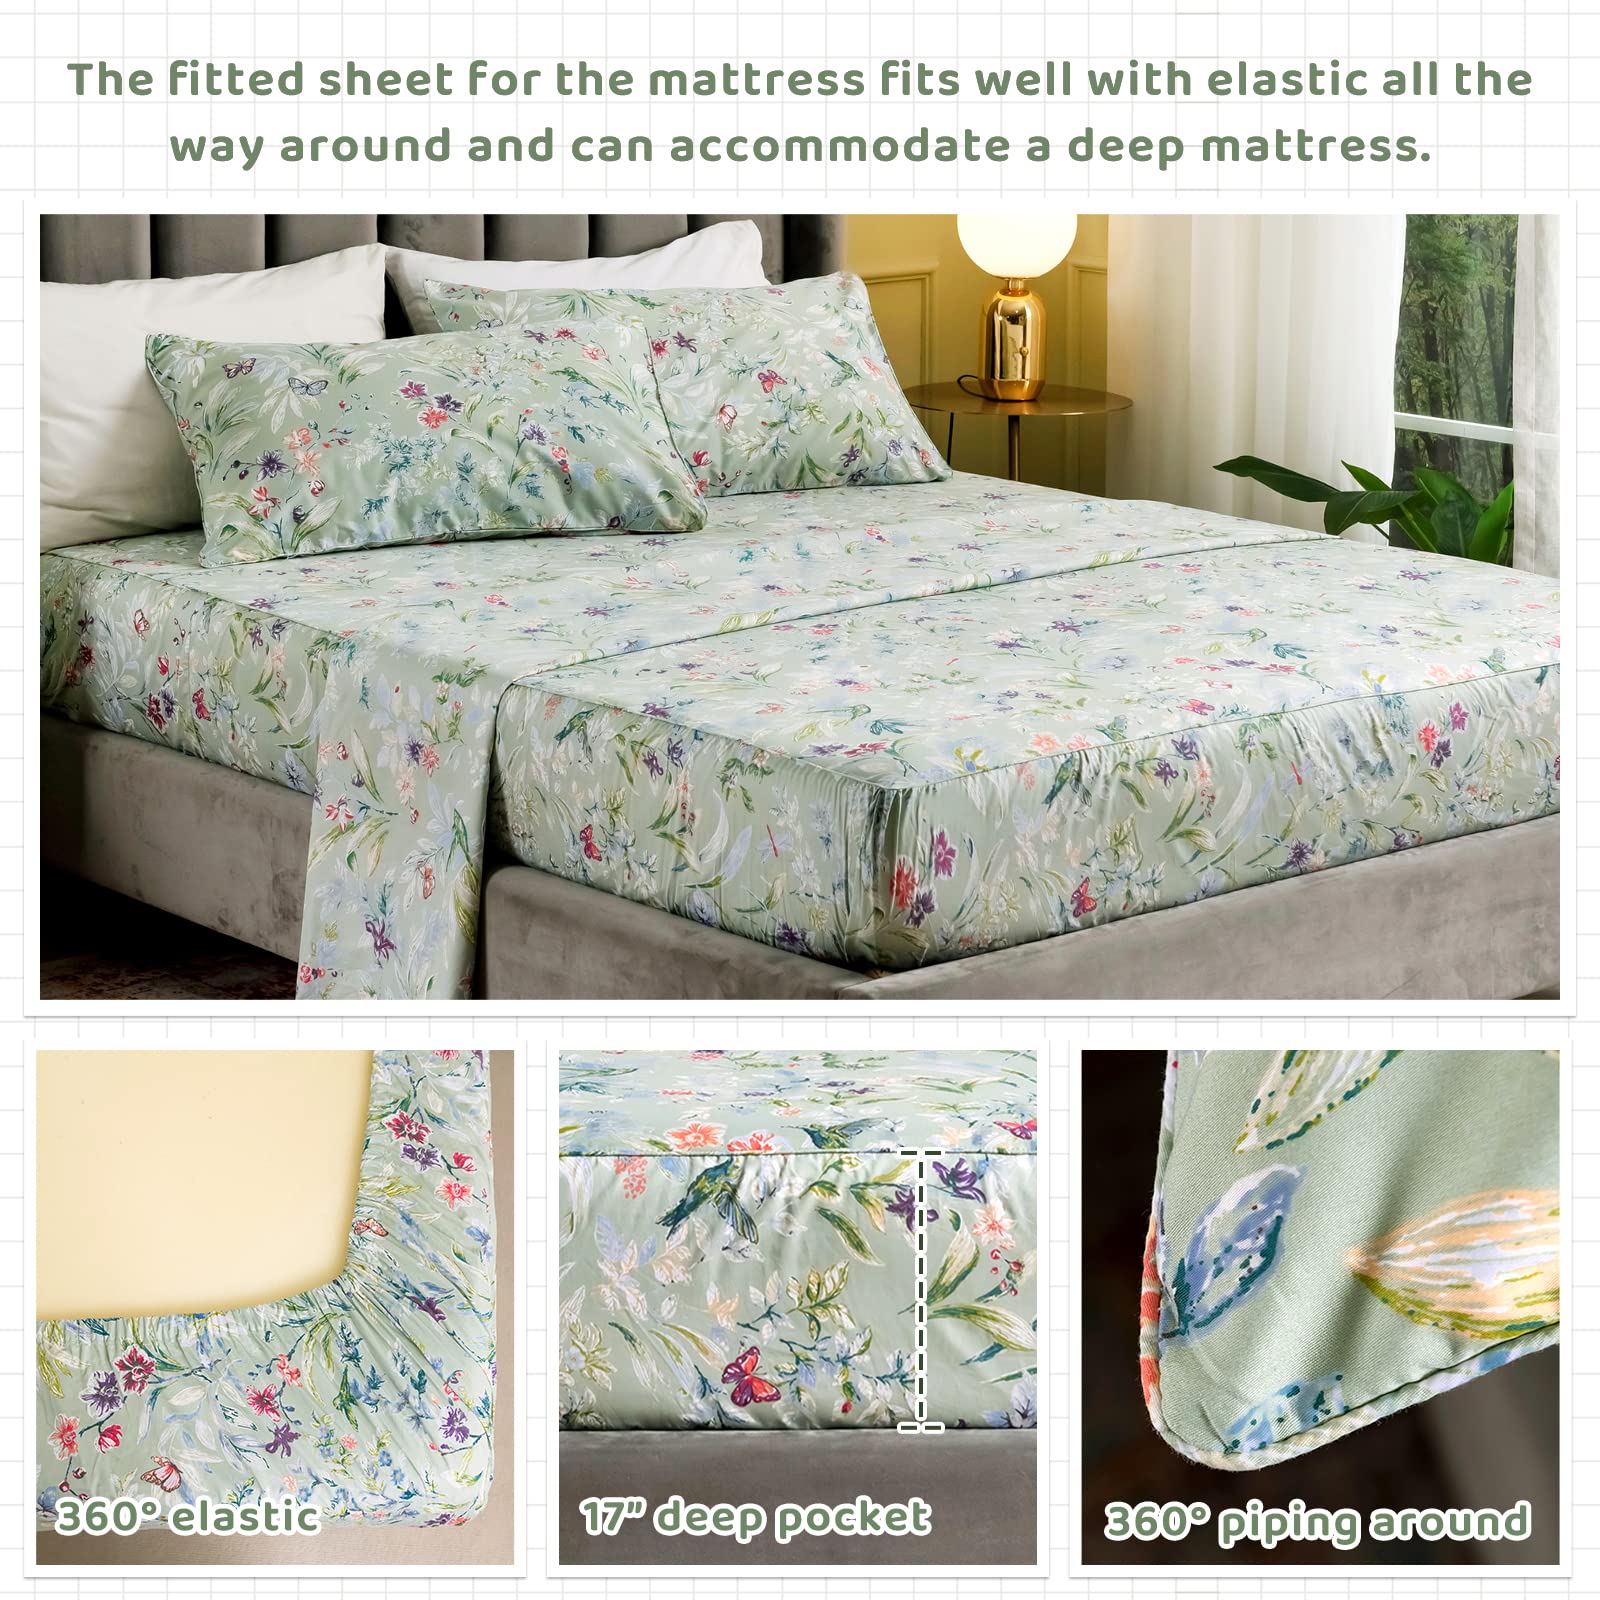 The fitted sheet for the mattress fits well with elastic all the
way around and can accommodate a deep mattress.
360° elastic
17" deep pocket
360° piping around